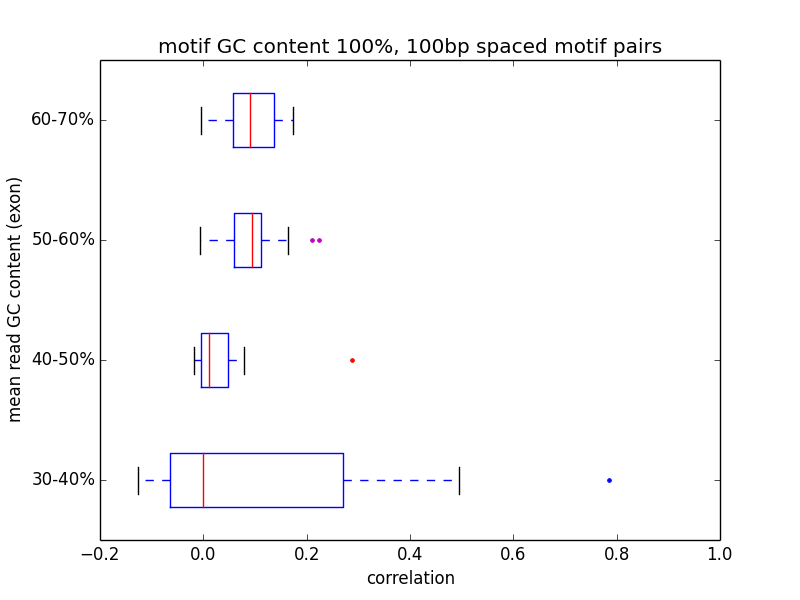 motif GC content 100%, 100bp spaced motif pairs
mean read GC content (exon)
60-70%
50-60%
40-50%
30-40%
−0.2 0.0 0.2 0.4 0.6 0.8 1.0
correlation